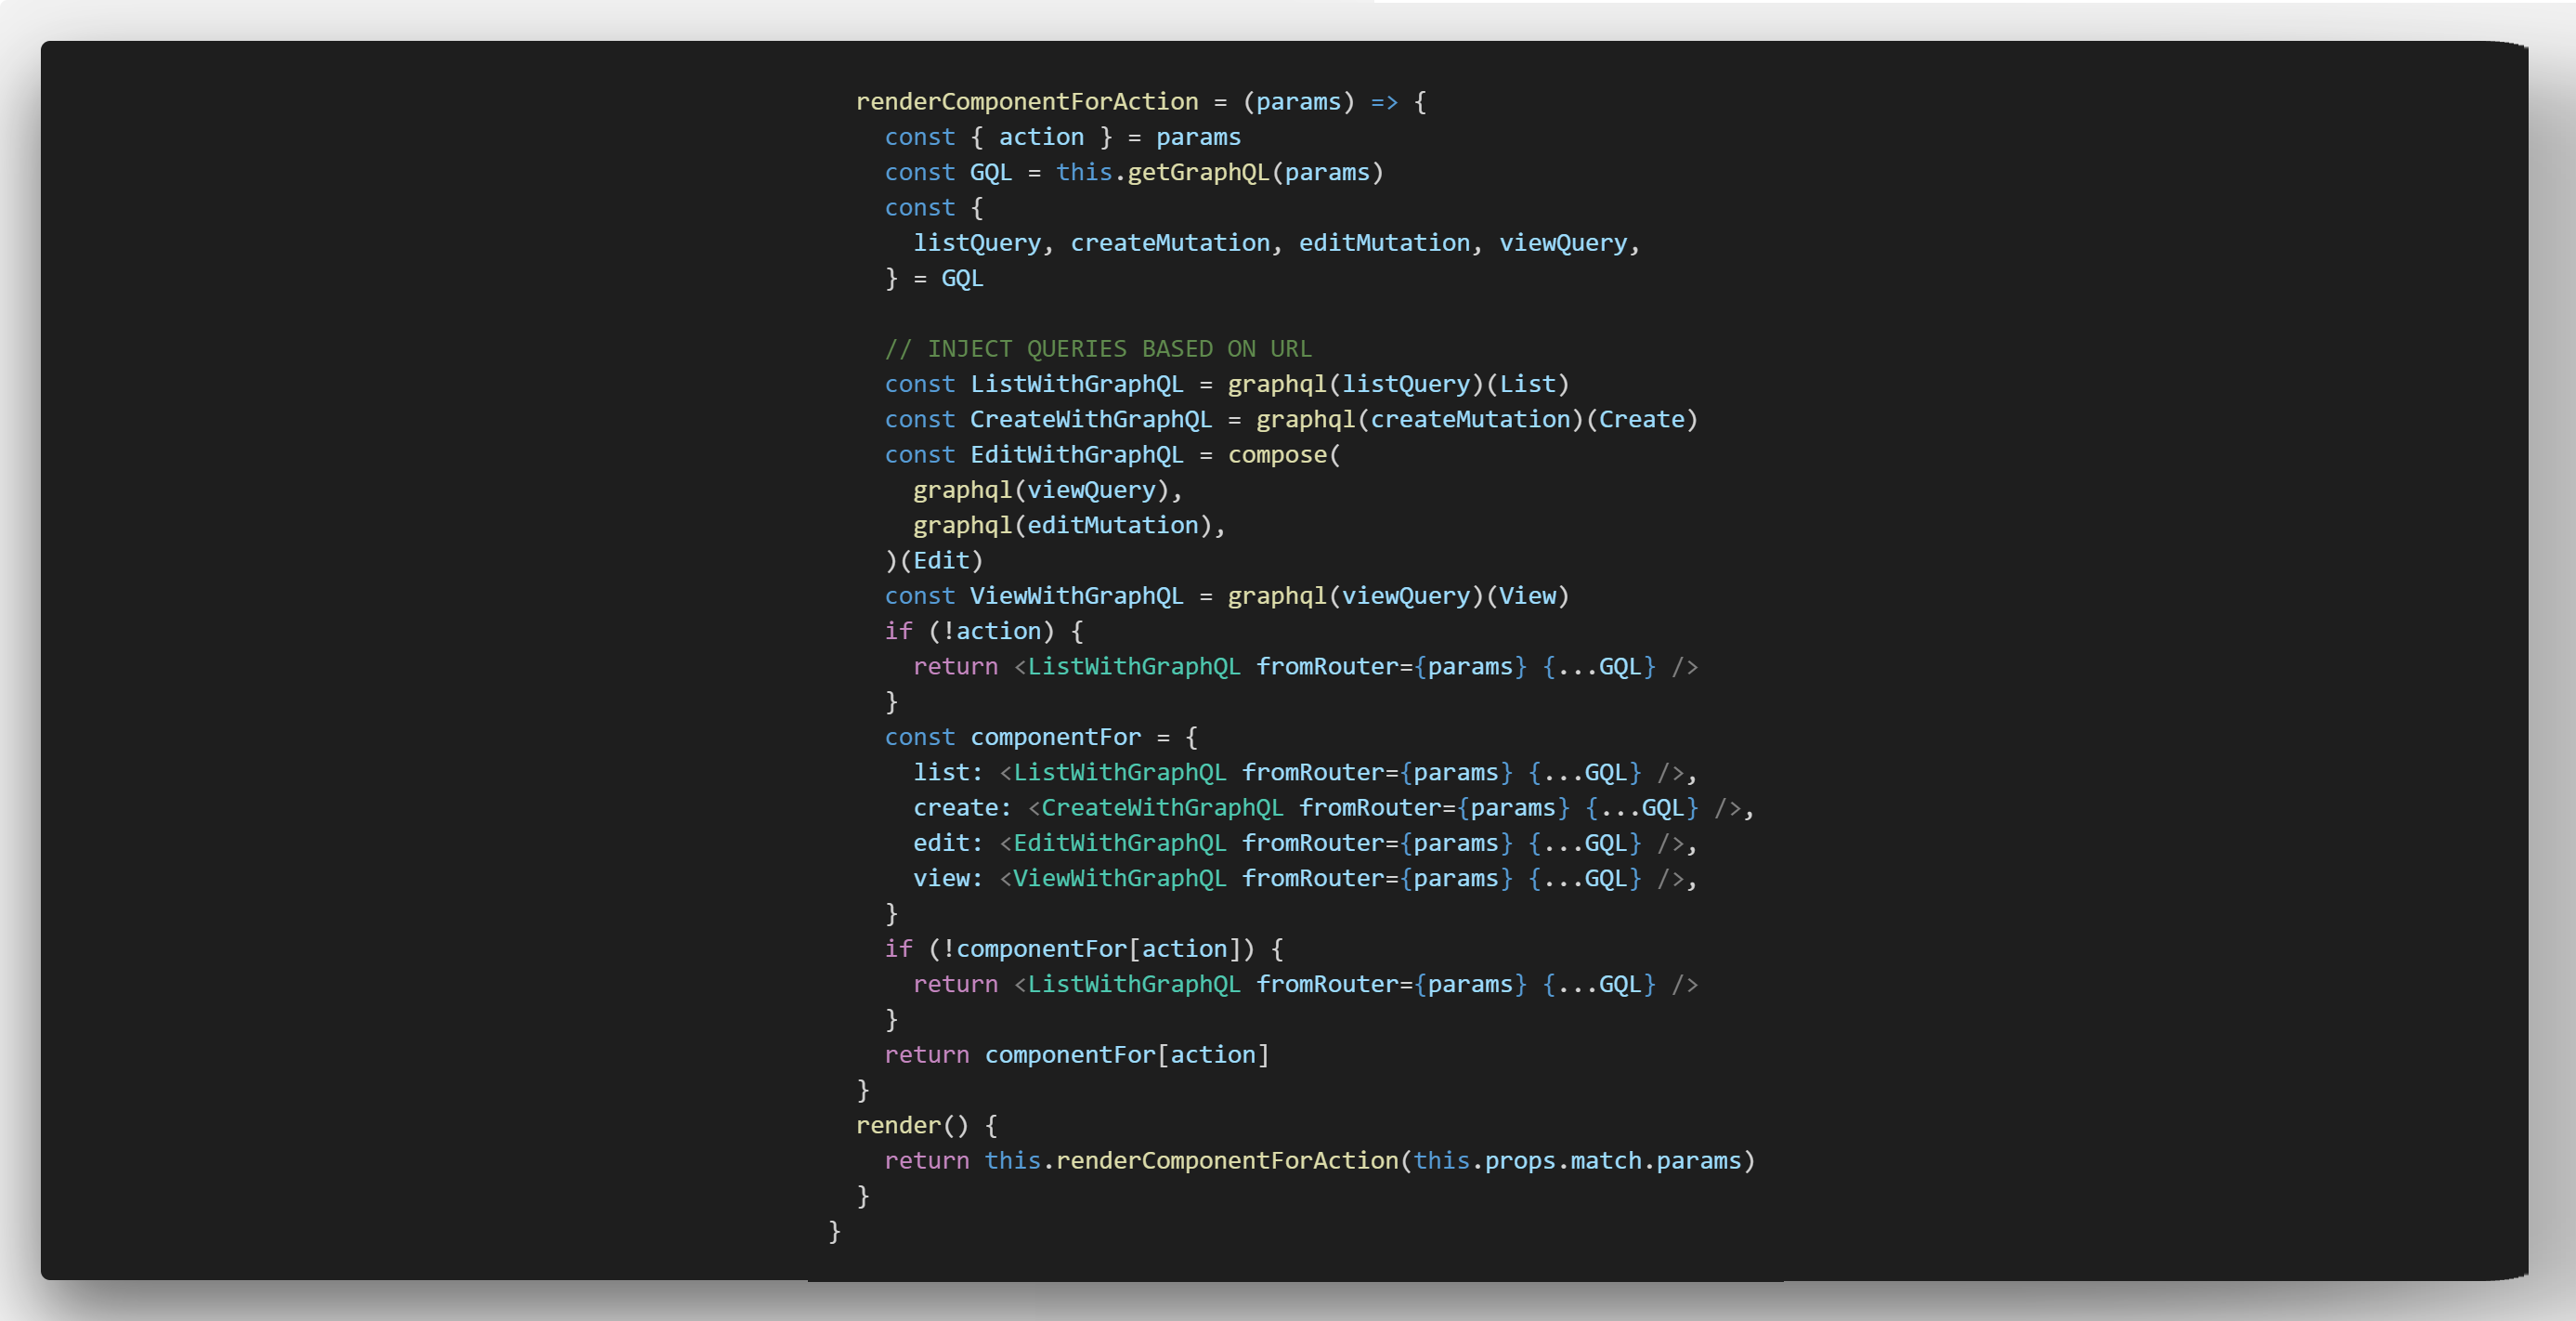 renderComponentForAction = (params) => {
const { action } = params
const GQL = this.getGraphQL(params)
const {
listQuery, createMutation, editMutation, viewQuery,
} = GQL
// INJECT QUERIES BASED ON URL
const ListWithGraphQL = graphql(listQuery)(List)
const CreateWithGraphQL = graphql(createMutation)(Create)
const EditWithGraphQL = compose(
graphql(viewQuery),
graphql(editMutation),
)(Edit)
const ViewWithGraphQL = graphql(viewQuery)(View)
if (!action) {
return <ListWithGraphQL fromRouter={params} {...GQL} />
}
const componentFor = {
list: <ListWithGraphQL fromRouter={params} {...GQL} />,
create: <CreateWithGraphQL fromRouter={params} {...GQL} />,
edit: <EditWithGraphQL fromRouter={params} {...GQL} />,
view: <ViewWithGraphQL fromRouter={params} {...GQL} />,
}
if (!componentFor[action]) {
return <ListWithGraphQL fromRouter={params} {...GQL} />
}
return componentFor[action]
}
render() {
return this.renderComponentForAction(this.props.match.params)
}
}